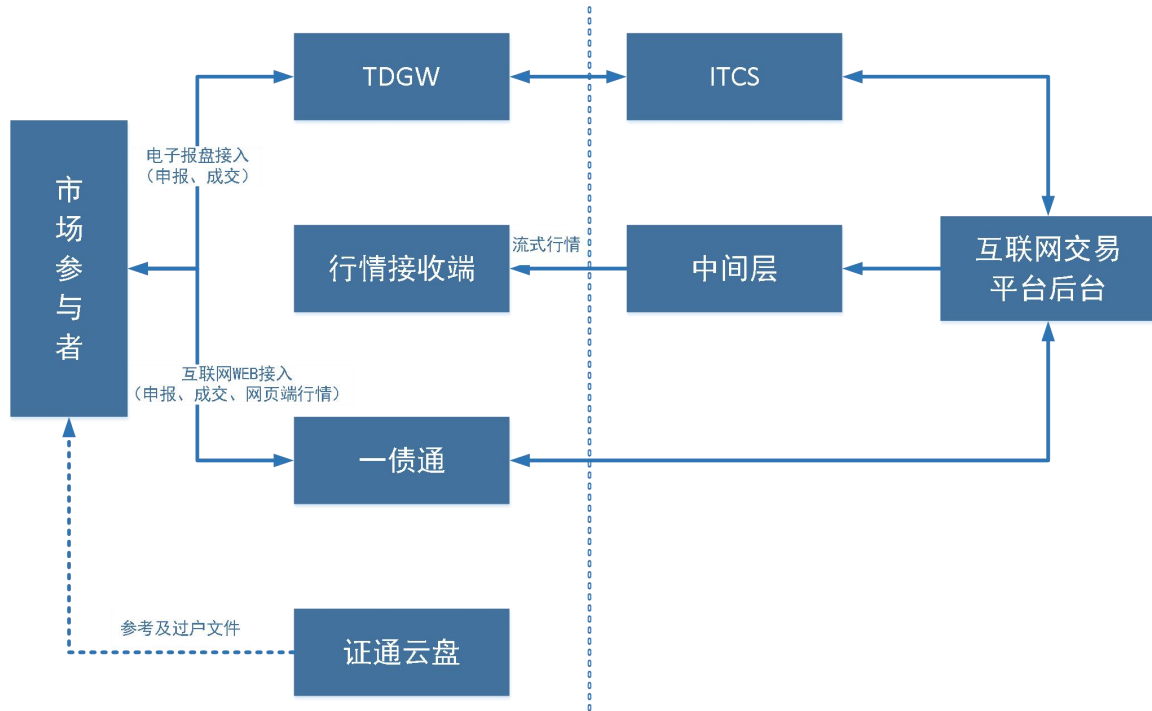 TDGW
ITCS
电子报盘接入
（申报、成交）
市
场
参
与
者
行情接收端
流式行情
中间层
互联网交易
平台后台
互联网WEB接入
（申报、成交、网页端行情）
一债通
参考及过户文件
证通云盘